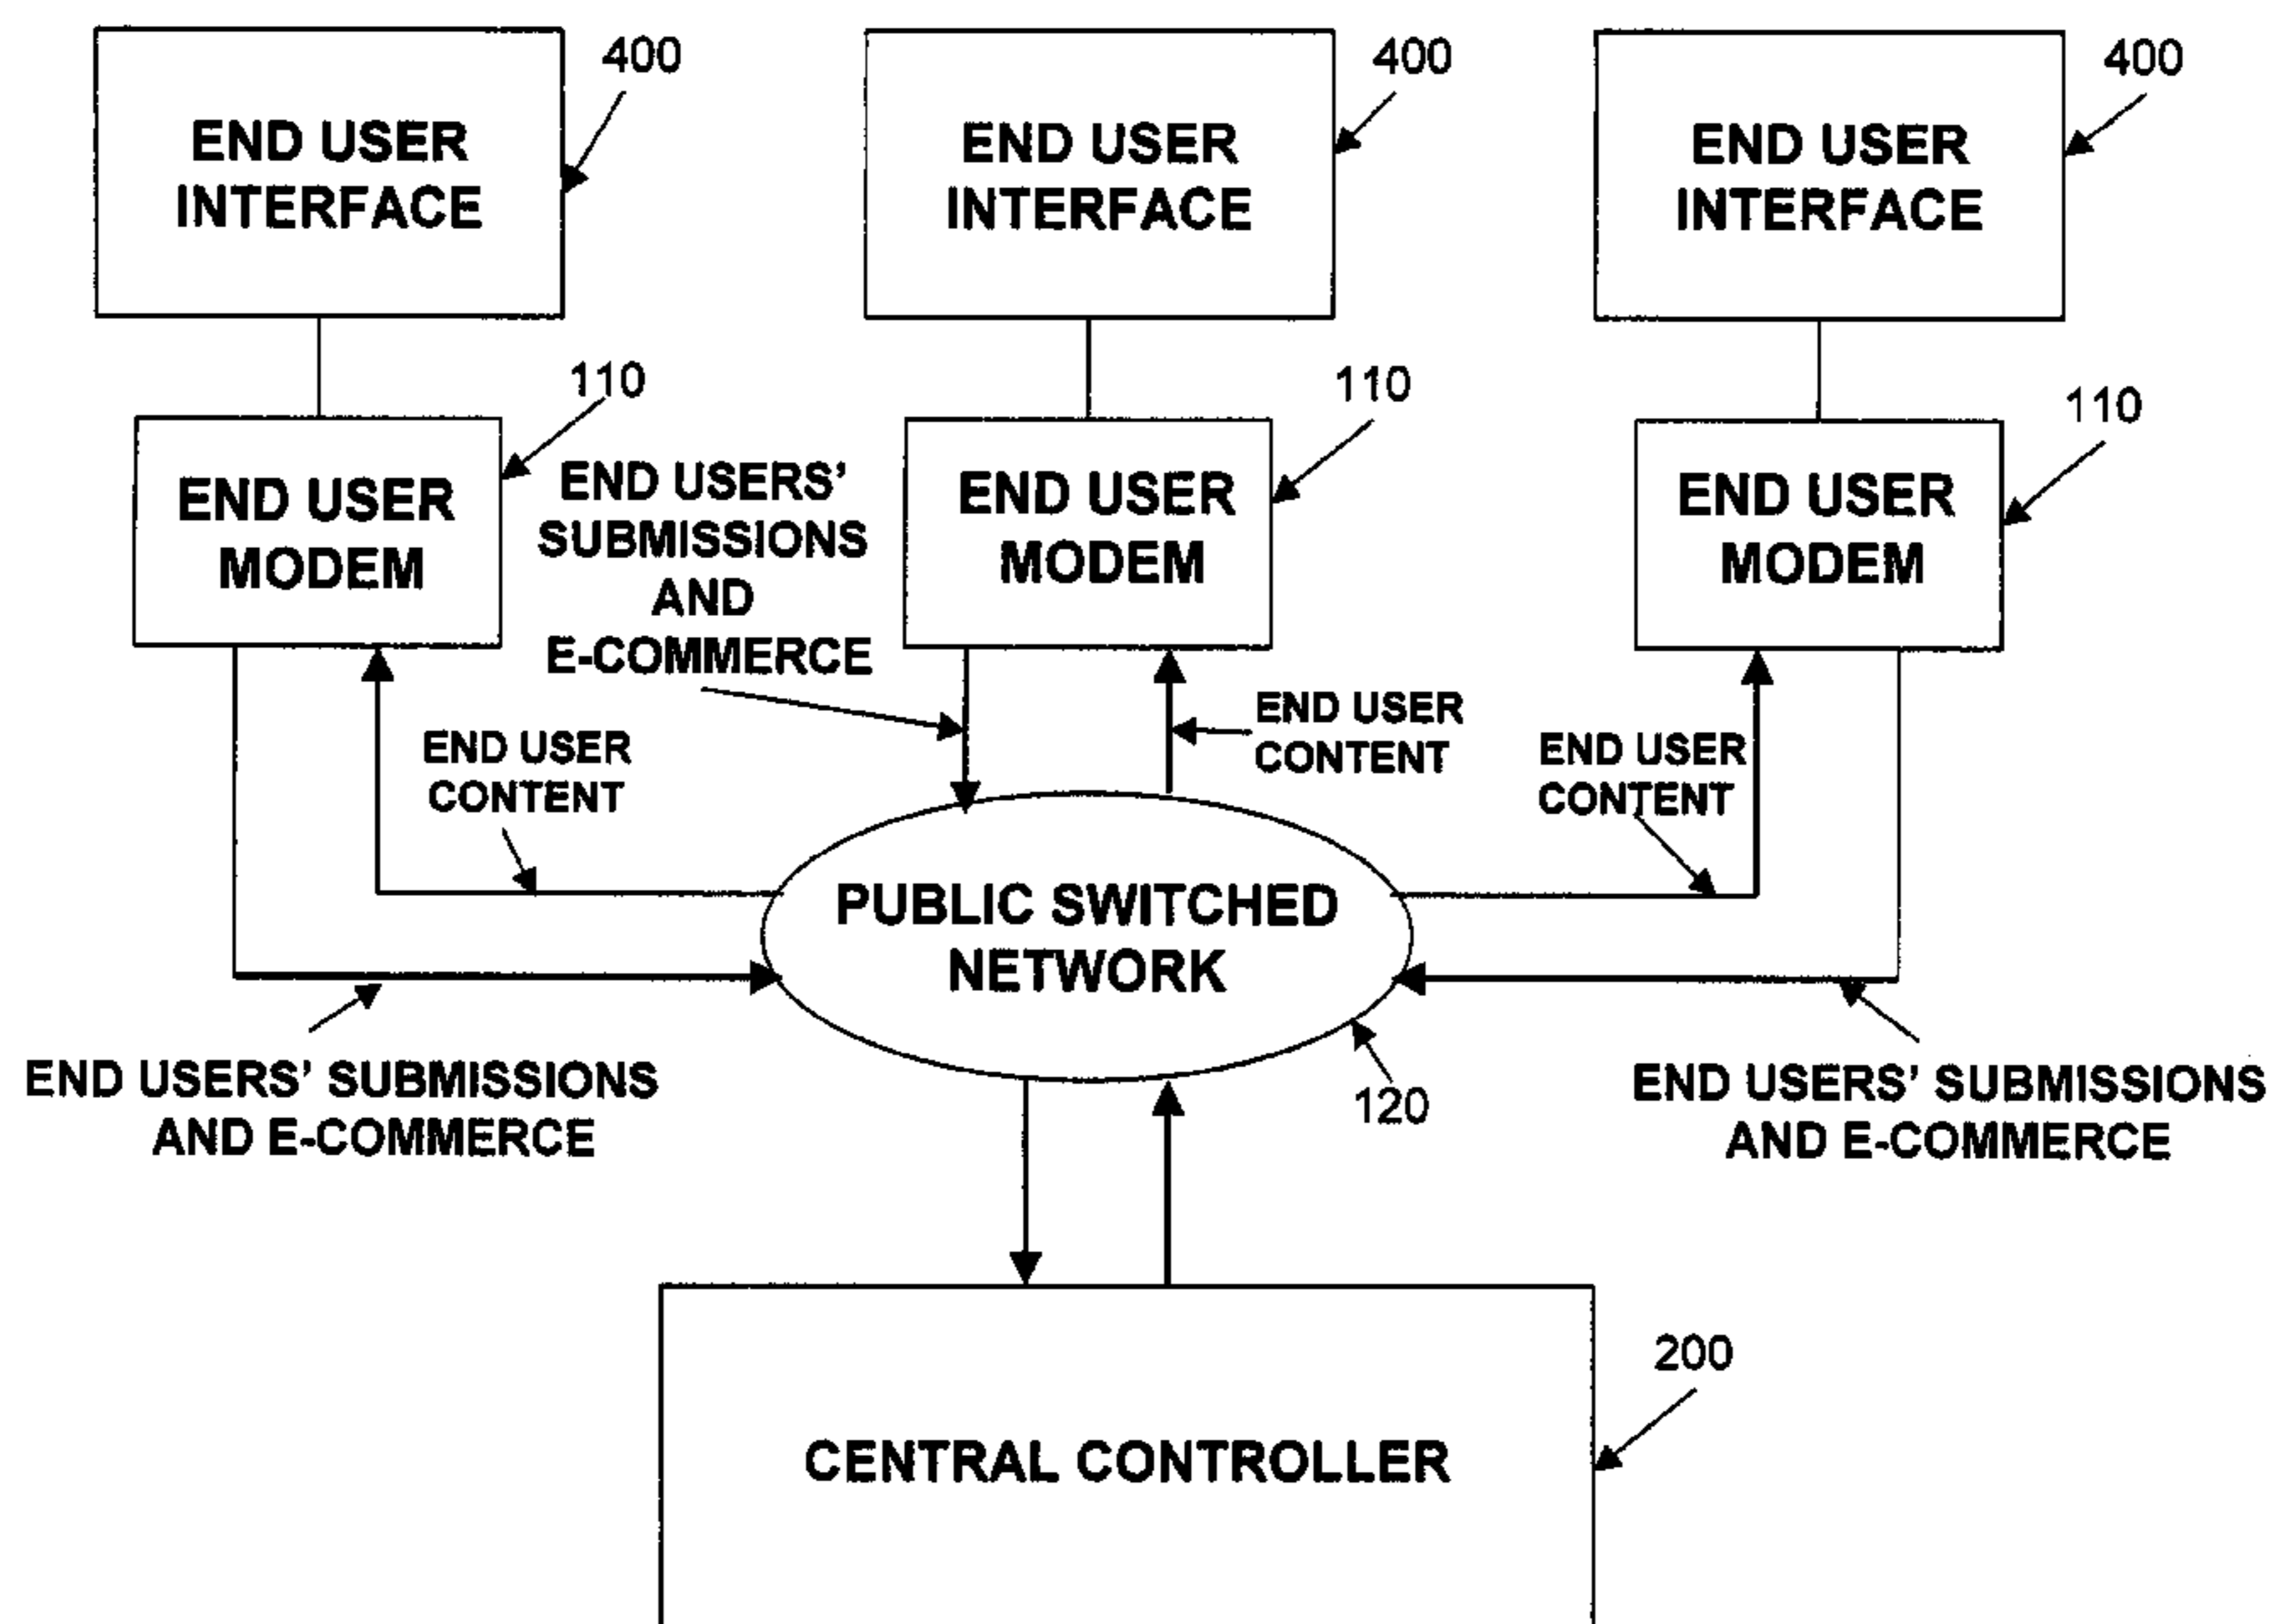 400
400
400
END USER
INTERFACE
END USER
INTERFACE
END USER
INTERFACE
110
110
110
END USER
MODEM
END USERS'
SUBMISSIONS
AND
E-COMMERCE
END USER
MODEM
END USER
MODEM
END USER
CONTENT
END USER
CONTENT
END USER
CONTENT
PUBLIC SWITCHED
NETWORK
120
END USERS' SUBMISSIONS
AND E-COMMERCE
END USERS' SUBMISSIONS
AND E-COMMERCE
200
CENTRAL CONTROLLER